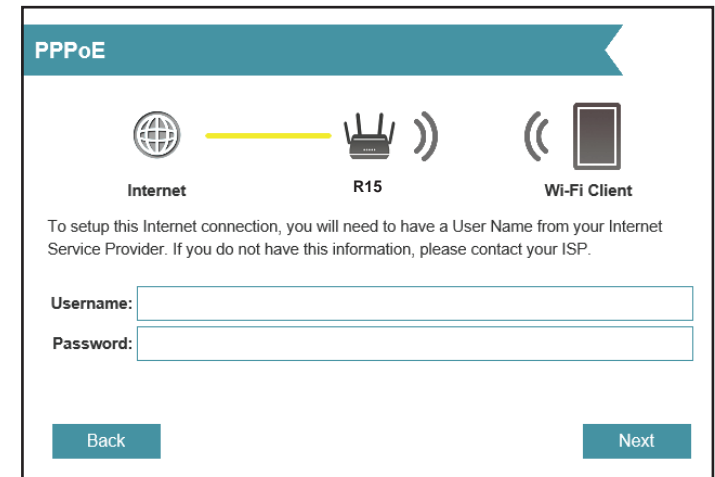 PPPoE
Internet
R15
Wi-Fi Client
To setup this Internet connection, you will need to have a User Name from your Internet
Service Provider. If you do not have this information, please contact your ISP.
Username:
Password:
Back
Next